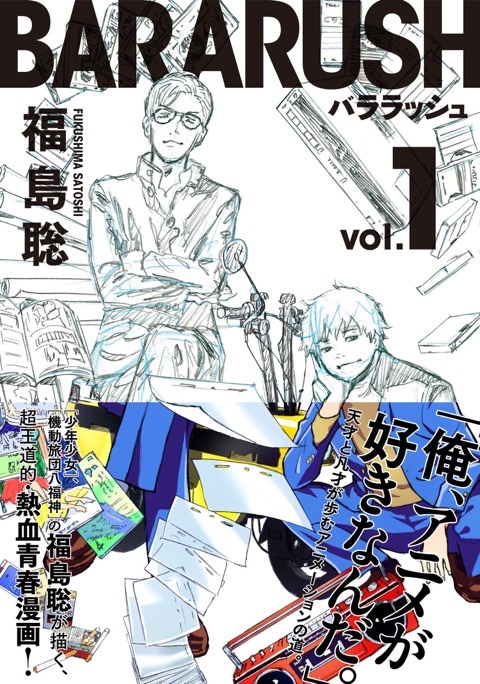 BARARUSH
バララッシュ
福島聡
FUKUSHIMA SATOSHI
vol.1
「俺、アニメが
好きなんだ。」
天才と凡才が歩むアニメーションの道。
「少年少女」、
「機動旅団八福神」の福島聡が描く、
超王道的熱血青春漫画！